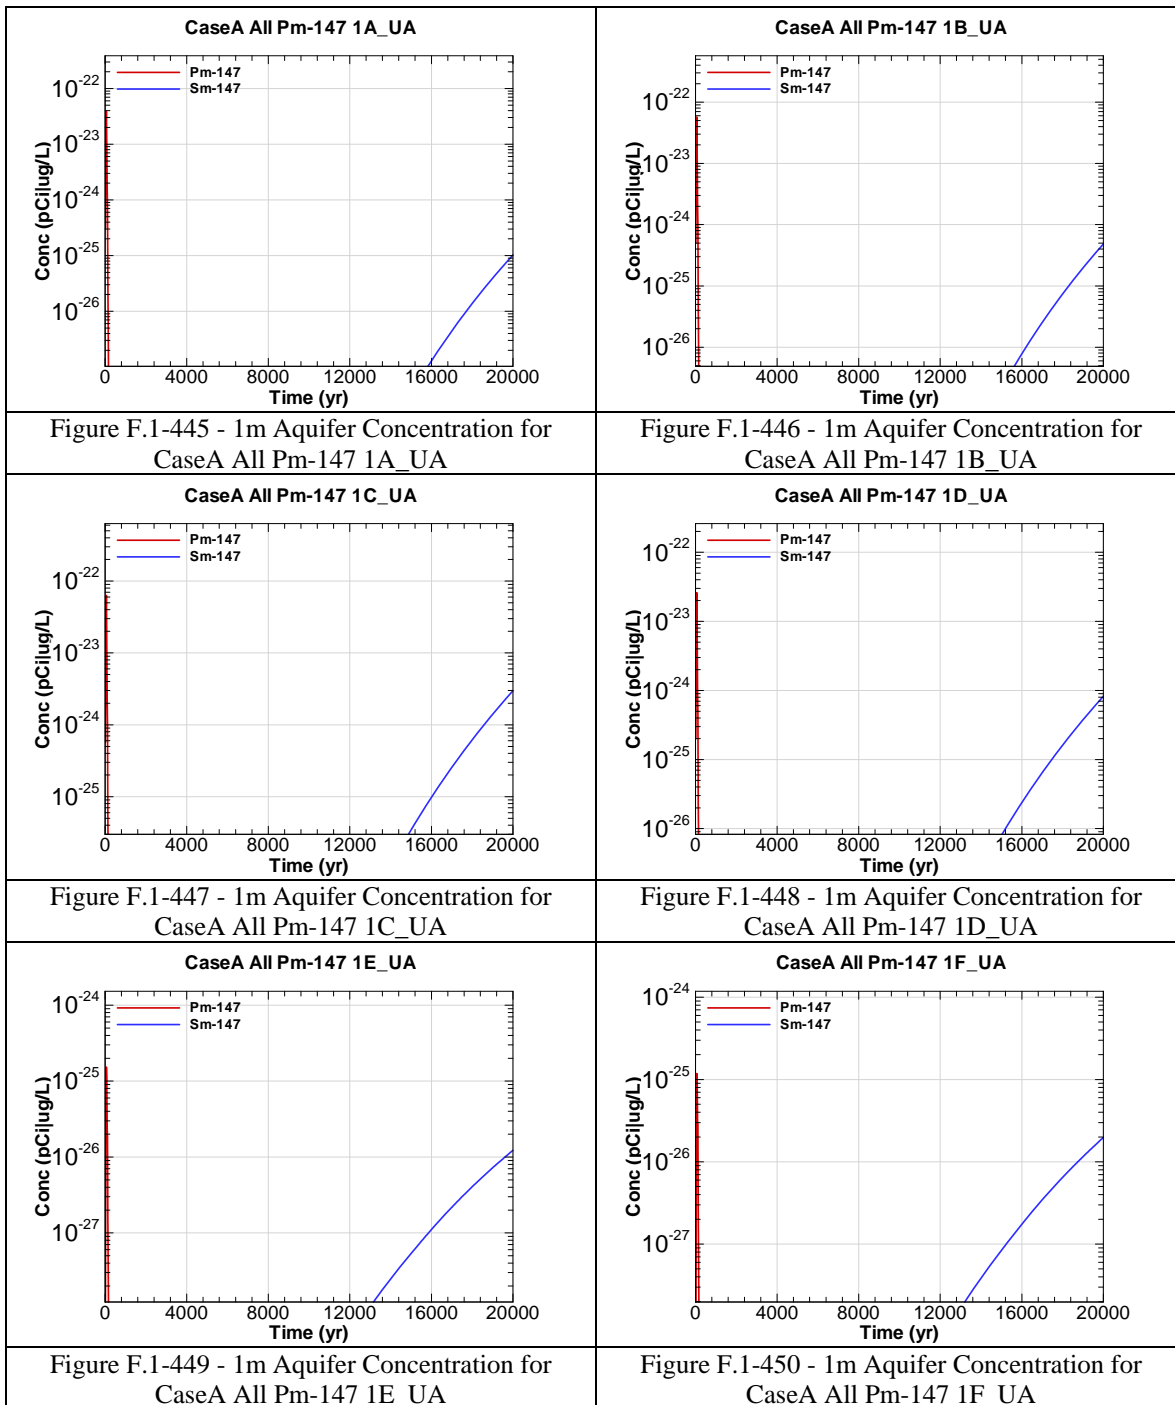 CaseA All Pm-147 1A_UA
Pm-147
Sm-147
10-22
10-23
10-24
10-25
10-26
Conc (pCi|ug/L)
0 4000 8000 12000 16000 20000
Time (yr)
Figure F.1-445 - 1m Aquifer Concentration for
CaseA All Pm-147 1A_UA
CaseA All Pm-147 1B_UA
Pm-147
Sm-147
10-22
10-23
10-24
10-25
10-26
Conc (pCi|ug/L)
0 4000 8000 12000 16000 20000
Time (yr)
Figure F.1-446 - 1m Aquifer Concentration for
CaseA All Pm-147 1B_UA
CaseA All Pm-147 1C_UA
Pm-147
Sm-147
10-22
10-23
10-24
10-25
Conc (pCi|ug/L)
0 4000 8000 12000 16000 20000
Time (yr)
Figure F.1-447 - 1m Aquifer Concentration for
CaseA All Pm-147 1C_UA
CaseA All Pm-147 1D_UA
Pm-147
Sm-147
10-22
10-23
10-24
10-25
10-26
Conc (pCi|ug/L)
0 4000 8000 12000 16000 20000
Time (yr)
Figure F.1-448 - 1m Aquifer Concentration for
CaseA All Pm-147 1D_UA
CaseA All Pm-147 1E_UA
Pm-147
Sm-147
10-24
10-25
10-26
10-27
Conc (pCi|ug/L)
0 4000 8000 12000 16000 20000
Time (yr)
Figure F.1-449 - 1m Aquifer Concentration for
CaseA All Pm-147 1E_UA
CaseA All Pm-147 1F_UA
Pm-147
Sm-147
10-24
10-25
10-26
10-27
Conc (pCi|ug/L)
0 4000 8000 12000 16000 20000
Time (yr)
Figure F.1-450 - 1m Aquifer Concentration for
CaseA All Pm-147 1F_UA